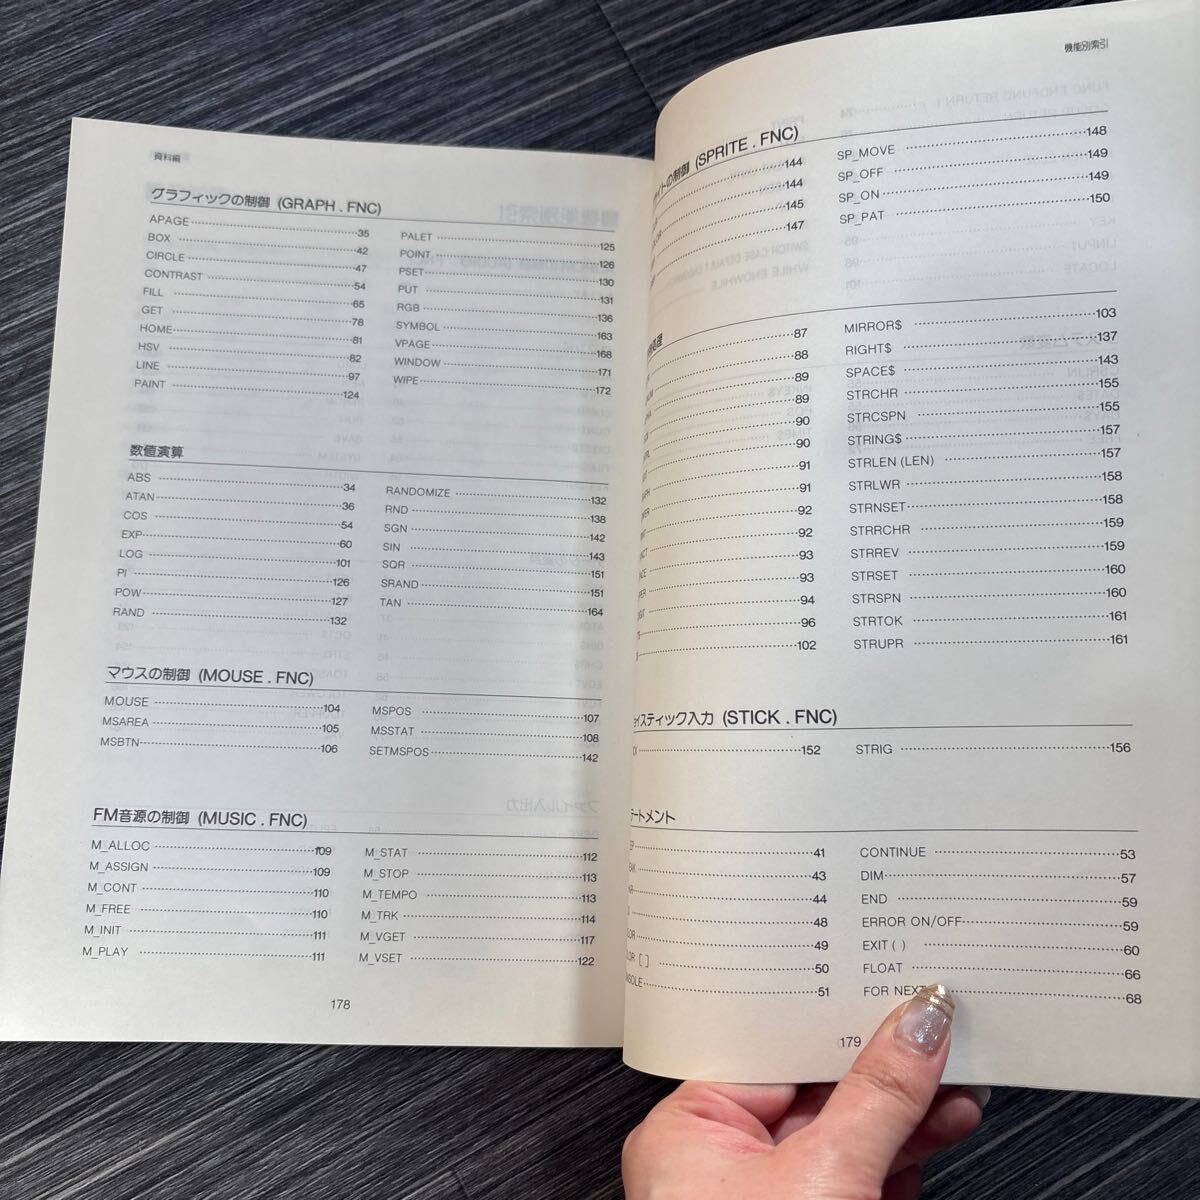 資料編
グラフィックの制御 (GRAPH . FNC)
APAGE 35
BOX 42
CIRCLE 47
CONTRAST 54
FILL 65
GET 78
HOME 81
HSV 82
LINE 97
PAINT 124
PALET 125
POINT 126
PSET 130
PUT 131
RGB 136
SYMBOL 163
VPAGE 168
WINDOW 171
WIPE 172
数値演算
ABS 34
ATAN 36
COS 54
EXP 60
LOG 101
PI 126
POW 127
RAND 132
RANDOMIZE 132
RND 138
SGN 142
SIN 143
SQR 151
SRAND 151
TAN 164
マウスの制御 (MOUSE . FNC)
MOUSE 104
MSAREA 105
MSBTN 106
MSPOS 107
MSSTAT 108
SETMSPOS 142
FM音源の制御 (MUSIC . FNC)
M_ALLOC 109
M_ASSIGN 109
M_CONT 110
M_FREE 110
M_INIT 111
M_PLAY 111
M_STAT 112
M_STOP 113
M_TEMPO 113
M_TRK 114
M_VGET 117
M_VSET 122
178
機能別索引
イトの制御 (SPRITE . FNC)
144
144
145
147
SP_MOVE 148
SP_OFF 149
SP_ON 149
SP_PAT 150
87
88
89
89
90
90
91
91
92
92
93
93
94
96
102
MIRROR$ 103
RIGHT$ 137
SPACE$ 143
STRCHR 155
STRCSPN 155
STRING$ 157
STRLEN (LEN) 157
STRLWR 158
STRNSET 158
STRRCHR 159
STRREV 159
STRSET 160
STRSPN 160
STRTOK 161
STRUPR 161
イスティック入力 (STICK . FNC)
152
STRIG 156
テートメント
41
43
44
48
49
50
51
CONTINUE 53
DIM 57
END 59
ERROR ON/OFF 59
EXIT ( ) 60
FLOAT 66
FOR NEXT 68
179